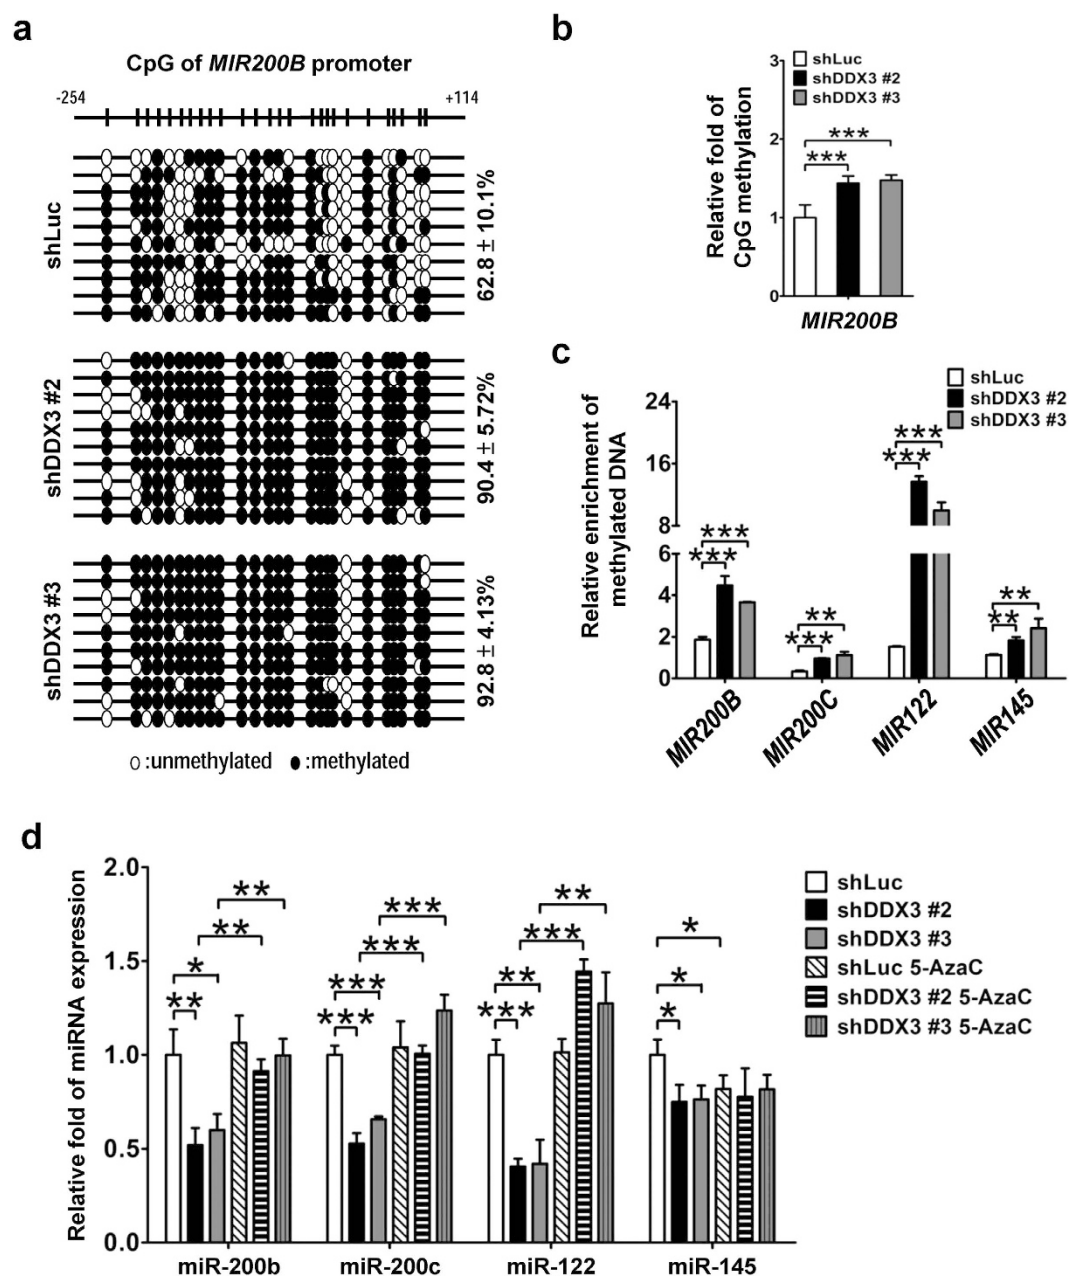 a
CpG of MIR200B promoter
-254
+114
shLuc
62.8 ± 10.1%
shDDX3 #2
90.4 ± 5.72%
shDDX3 #3
92.8 ± 4.13%
:unmethylated
:methylated
b
Relative fold of
CpG methylation
3
2
1
0
shLuc
shDDX3 #2
shDDX3 #3
***
***
MIR200B
c
Relative enrichment of
methylated DNA
24
16
8
6
4
2
0
shLuc
shDDX3 #2
shDDX3 #3
***
***
**
***
***
***
**
**
MIR200B
MIR200C
MIR122
MIR145
d
Relative fold of miRNA expression
2.0
1.5
1.0
0.5
0.0
**
**
*
**
***
***
***
***
**
***
**
***
*
*
*
miR-200b
miR-200c
miR-122
miR-145
shLuc
shDDX3 #2
shDDX3 #3
shLuc 5-AzaC
shDDX3 #2 5-AzaC
shDDX3 #3 5-AzaC